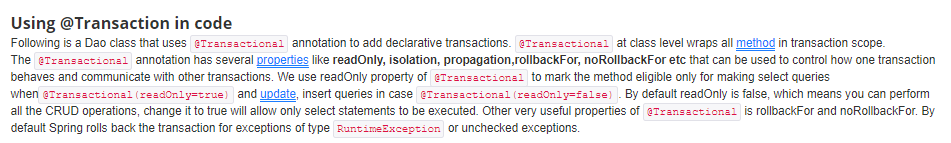 Using @Transaction in code
Following is a Dao class that uses @Transactional annotation to add declarative transactions. @Transactional at class level wraps all method in transaction scope.
The @Transactional annotation has several properties like readOnly, isolation, propagation,rollbackFor, noRollbackFor etc that can be used to control how one transaction
behaves and communicate with other transactions. We use readOnly property of @Transactional to mark the method eligible only for making select queries
when @Transactional(readOnly=true) and update, insert queries in case @Transactional(readOnly=false) . By default readOnly is false, which means you can perform
all the CRUD operations, change it to true will allow only select statements to be executed. Other very useful properties of @Transactional is rollbackFor and noRollbackFor. By
default Spring rolls back the transaction for exceptions of type RuntimeException or unchecked exceptions.